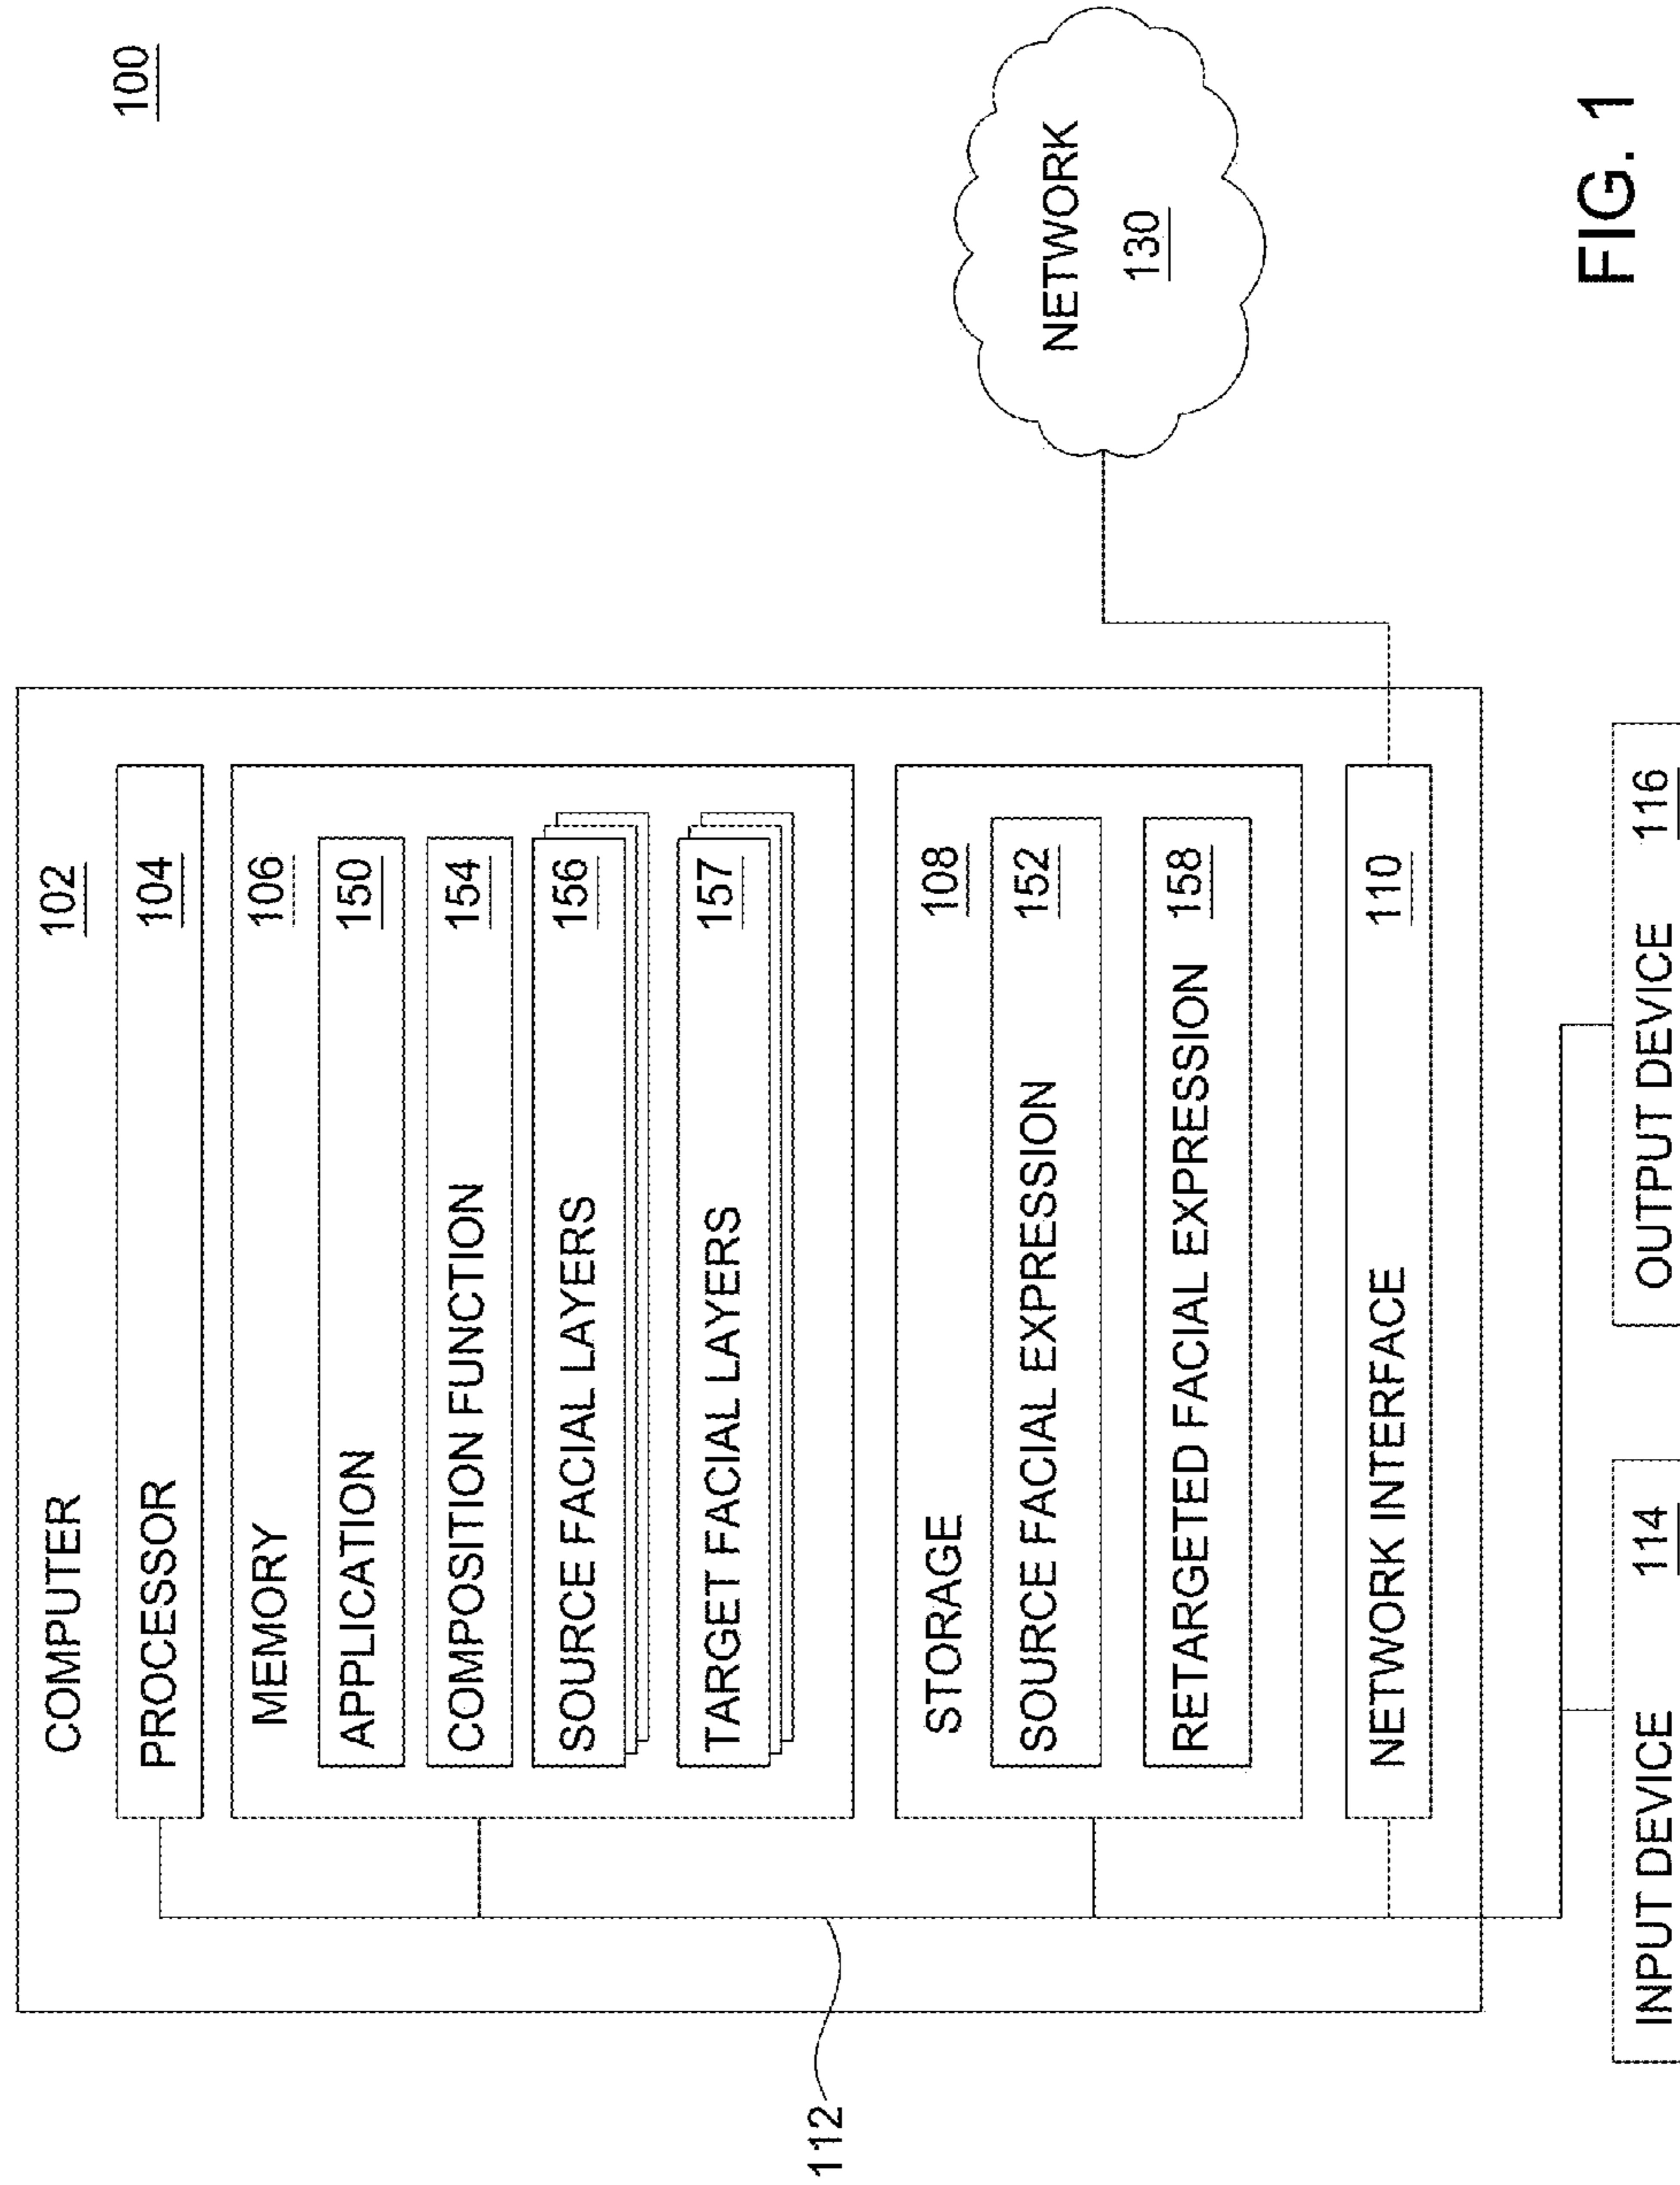 100
COMPUTER 102
PROCESSOR 104
MEMORY 106
APPLICATION 150
COMPOSITION FUNCTION 154
SOURCE FACIAL LAYERS 156
TARGET FACIAL LAYERS 157
112
STORAGE 108
SOURCE FACIAL EXPRESSION 152
RETARGETED FACIAL EXPRESSION 158
NETWORK INTERFACE 110
NETWORK
130
INPUT DEVICE 114
OUTPUT DEVICE 116
FIG. 1